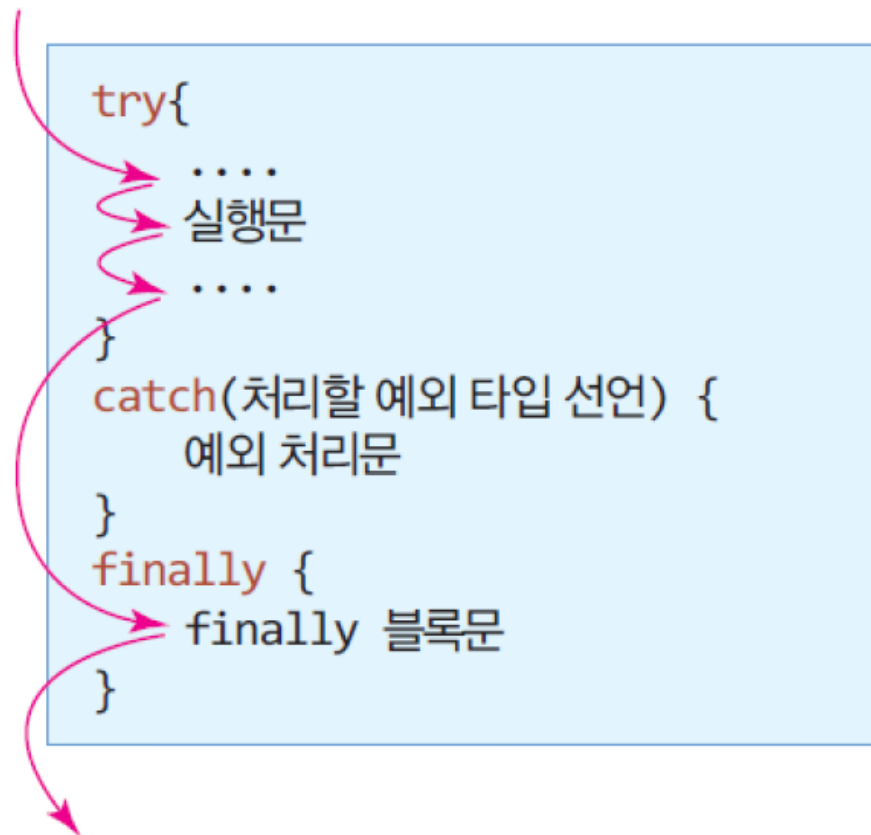 try{
....
실행문
....
}
catch(처리할 예외 타입 선언) {
예외 처리문
}
finally {
finally 블록문
}